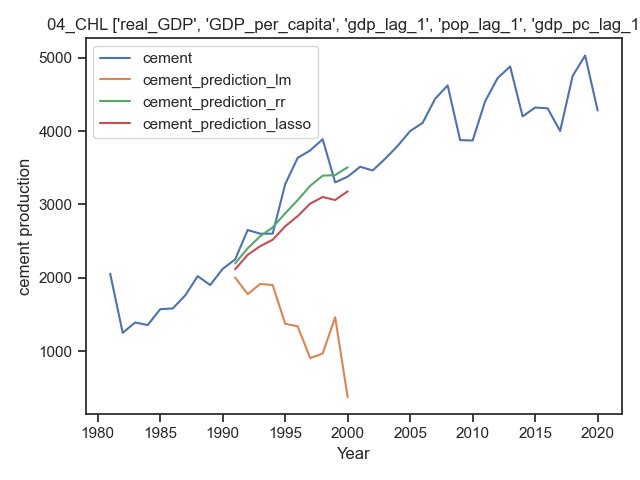 04_CHL ['real_GDP', 'GDP_per_capita', 'gdp_lag_1', 'pop_lag_1', 'gdp_pc_lag_1
cement
cement_prediction_lm
cement_prediction_rr
cement_prediction_lasso
5000
4000
3000
2000
1000
cement production
1980 1985 1990 1995 2000 2005 2010 2015 2020
Year